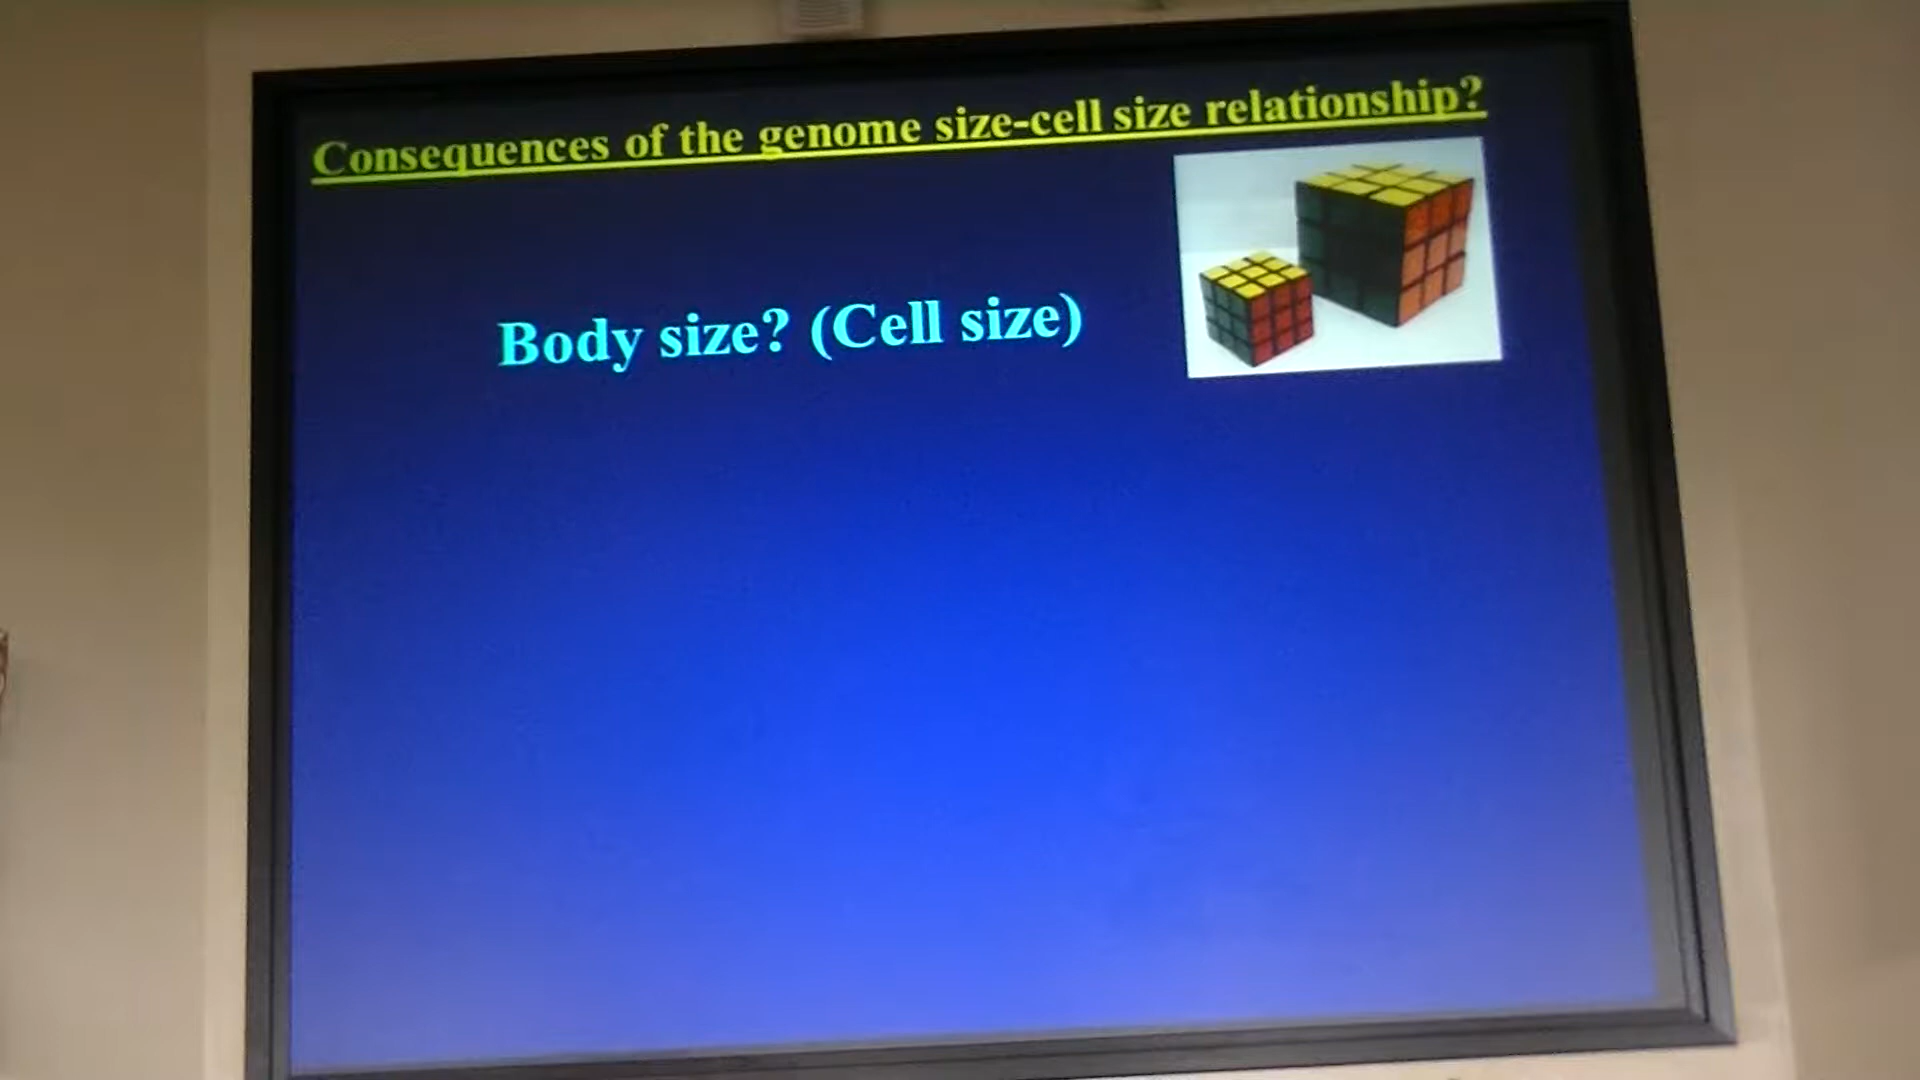 Consequences of the genome size-cell size relationship?
Body size? (Cell size)